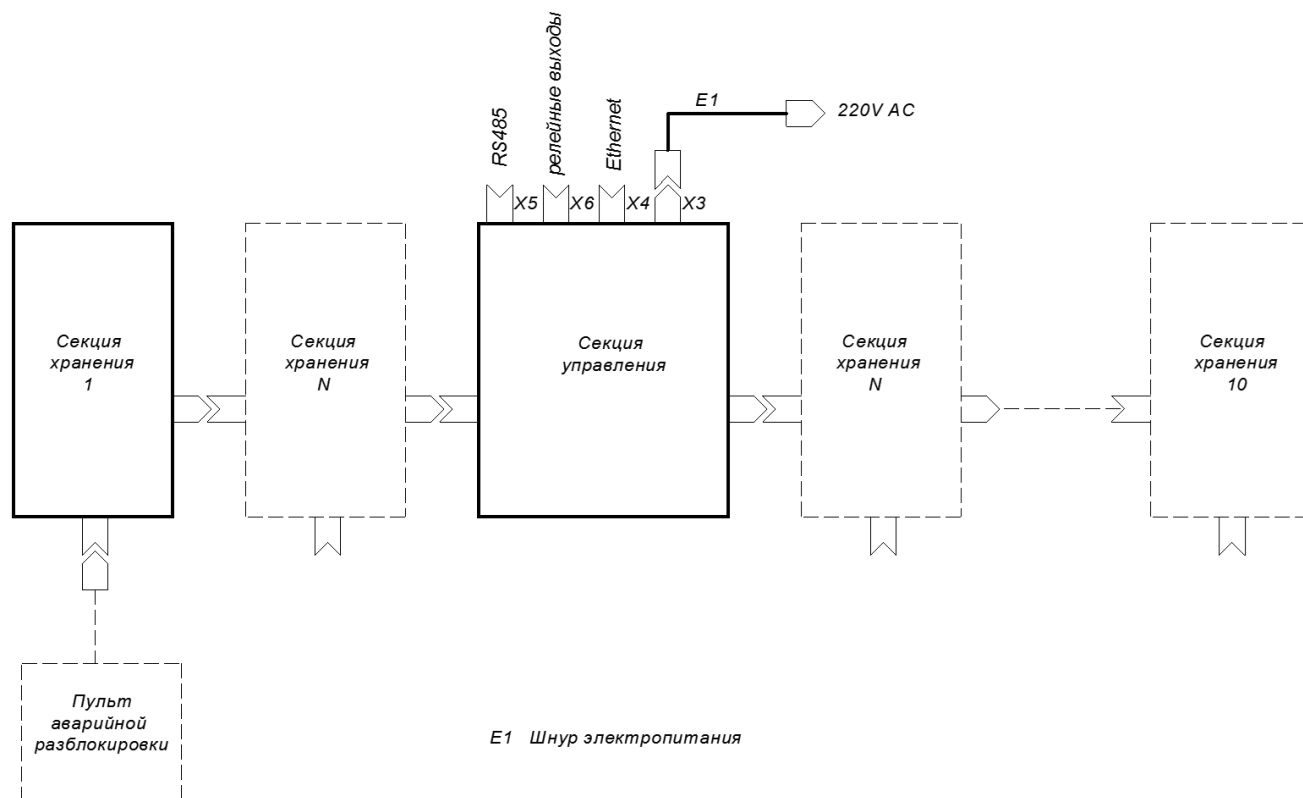 RS485
релейные выходы
Ethernet
E1
220V AC
X5
X6
X4
X3
Секция
хранения
1
Секция
хранения
N
Секция
управления
Секция
хранения
N
Секция
хранения
10
Пульт
аварийной
разблокировки
E1 Шнур электропитания